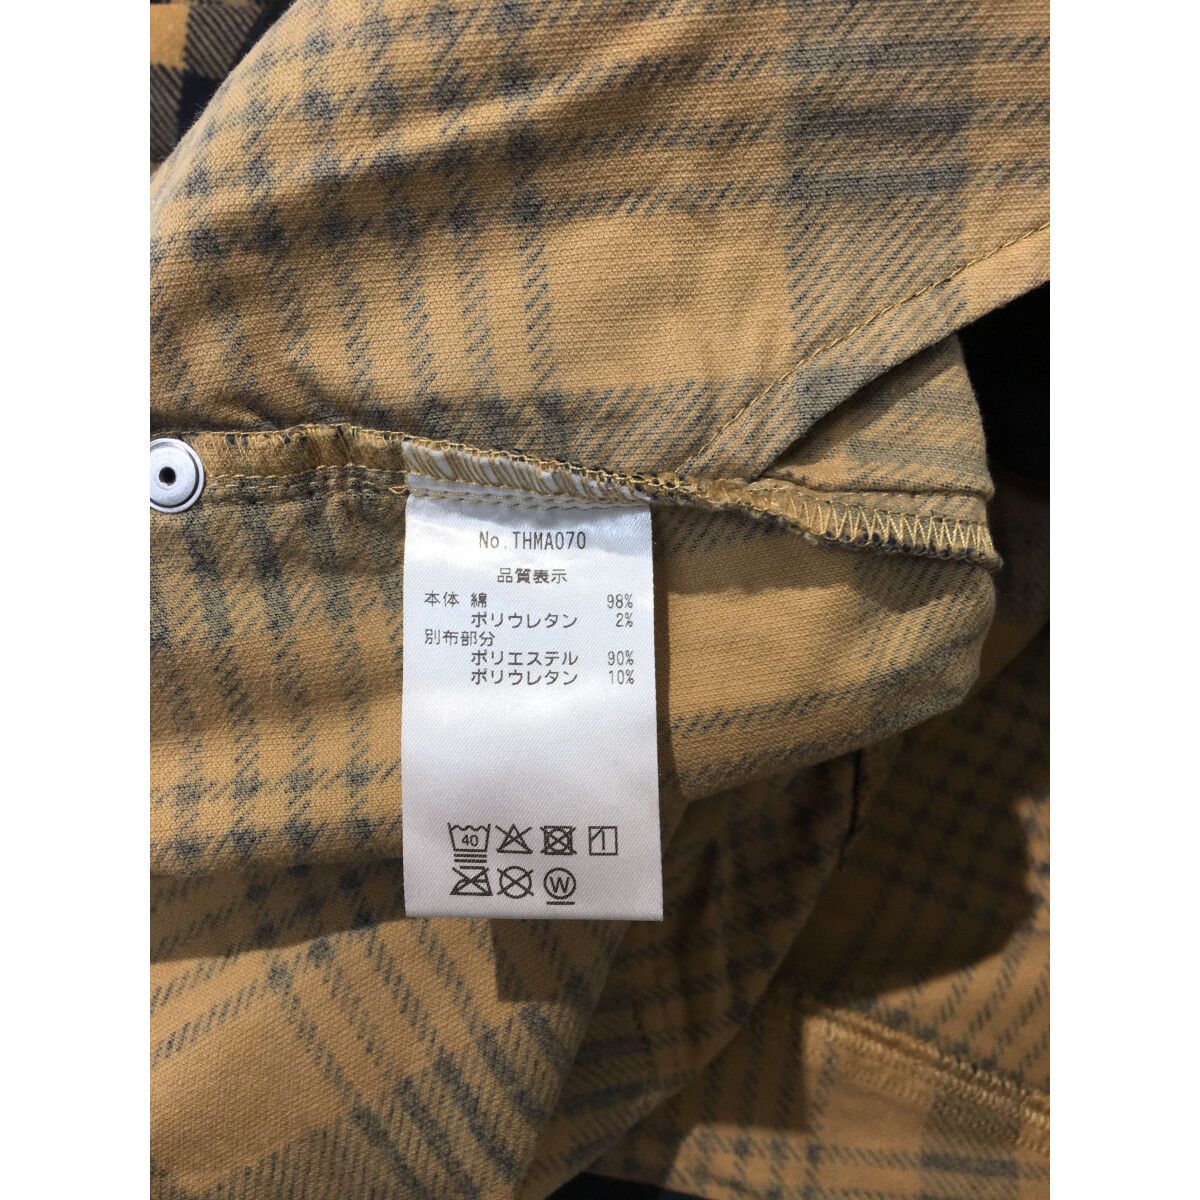 No.THMA070
品質表示
本体 綿 98%
ポリウレタン 2%
別布部分
ポリエステル 90%
ポリウレタン 10%
40
W